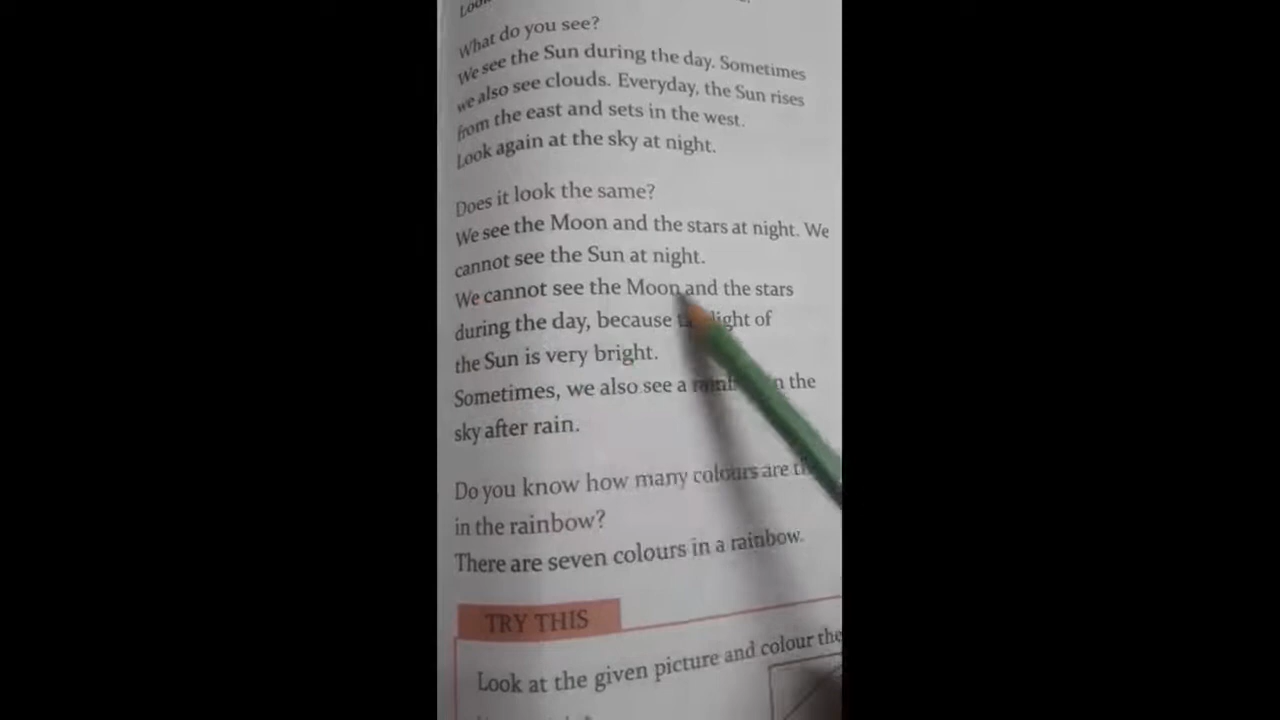 What do you see?
We see the Sun during the day. Sometimes
we also see clouds. Everyday, the Sun rises
from the east and sets in the west.
Look again at the sky at night.
Does it look the same?
We see the Moon and the stars at night. We
cannot see the Sun at night.
We cannot see the Moon and the stars
during the day, because light of
the Sun is very bright.
Sometimes, we also see a the
sky after rain.
Do you know how many colours are
in the rainbow?
There are seven colours in a rainbow.
TRY THIS
Look at the given picture and colour the